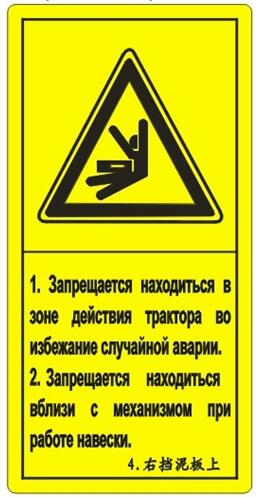 1. Запрещается находиться в
зоне действия трактора во
избежание случайной аварии.
2. Запрещается находиться
вблизи с механизмом при
работе навески.
4.右挡泥板上